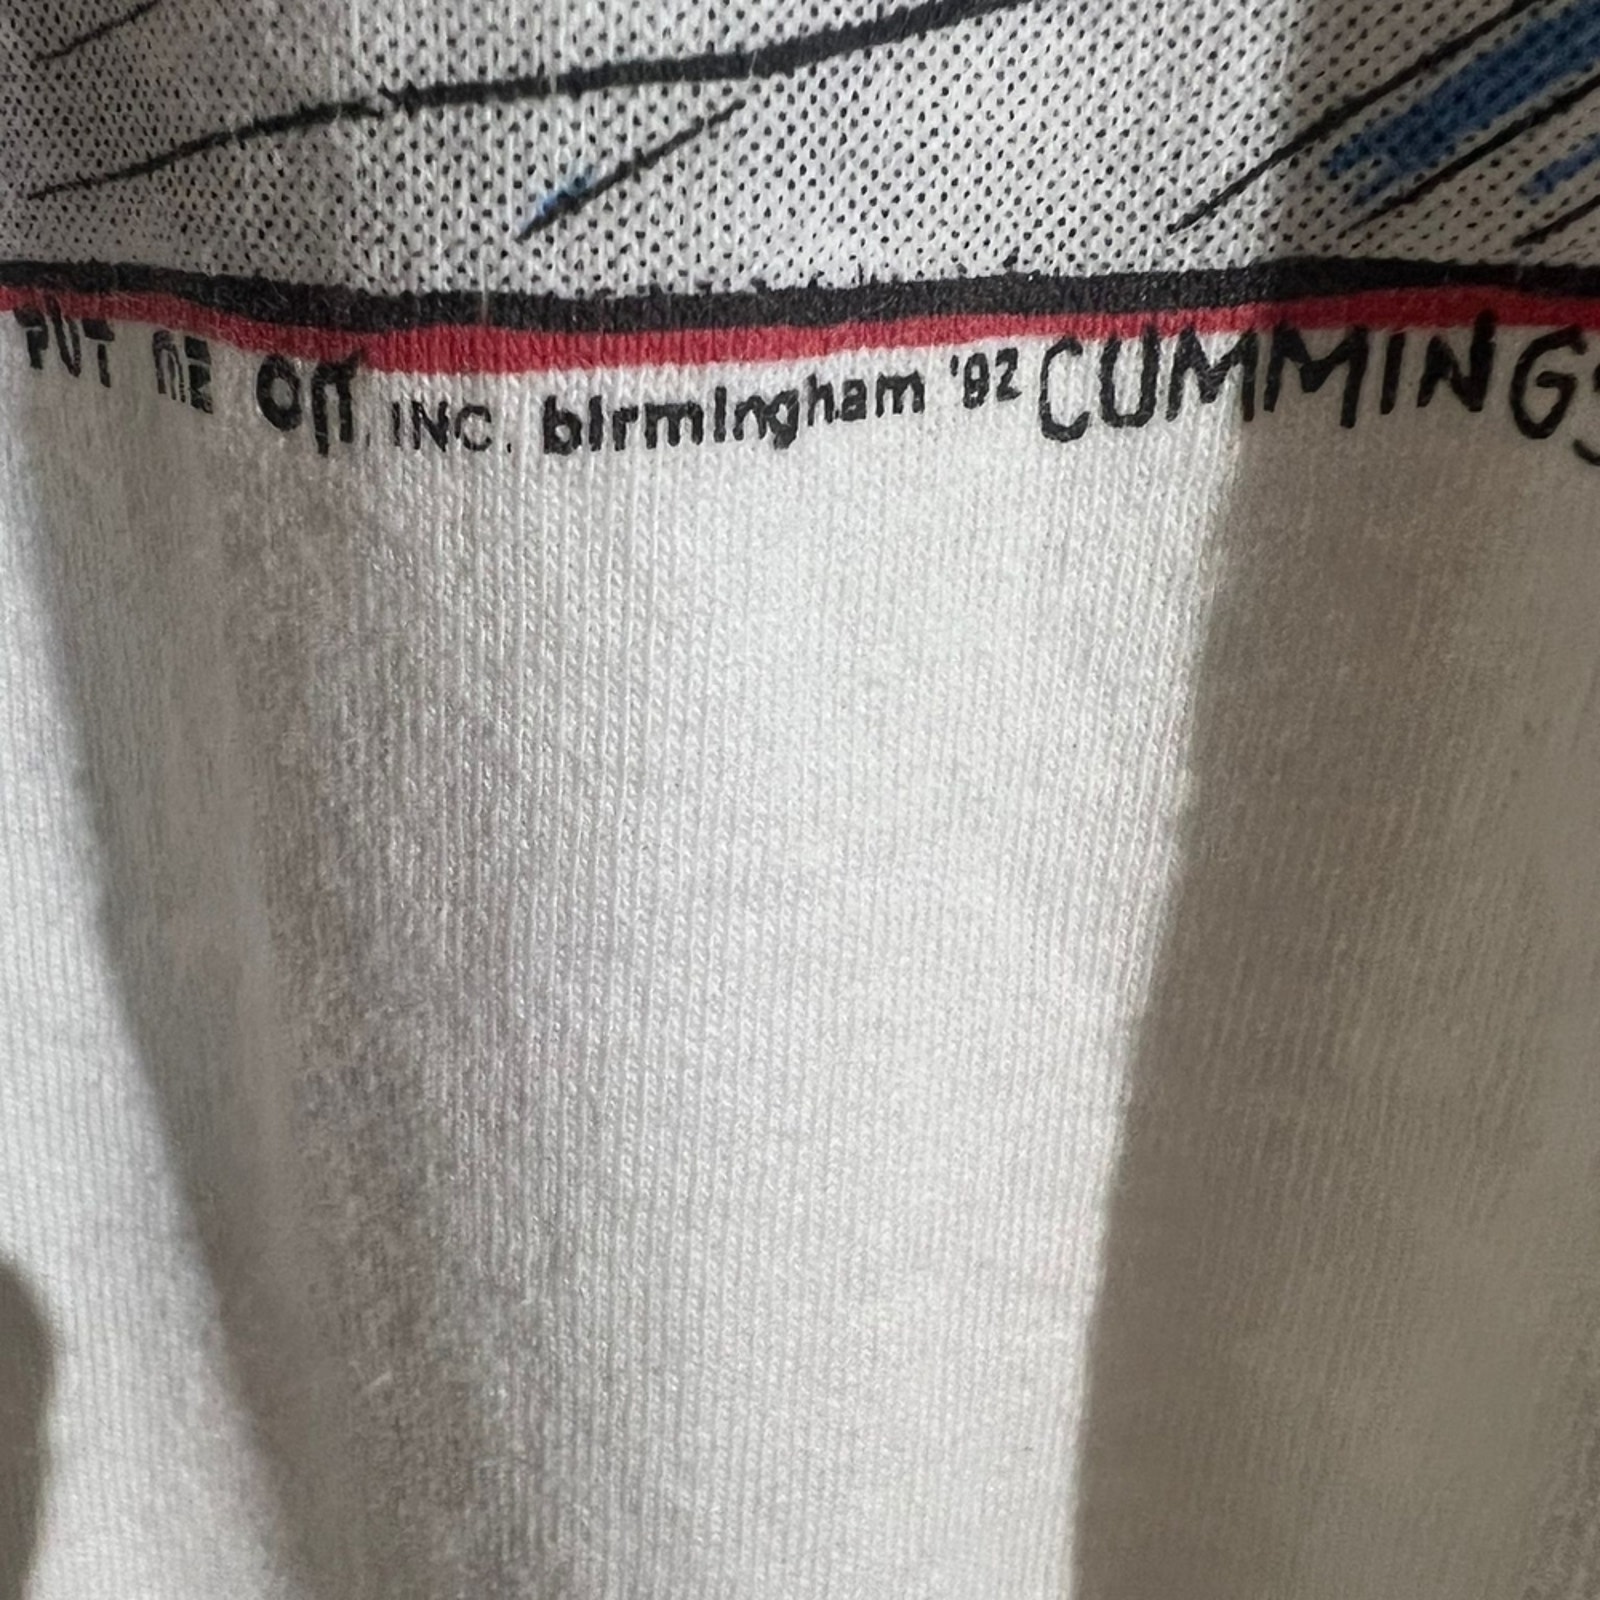 PUT ME ON, INC. birmingham '92 CUMMINGS